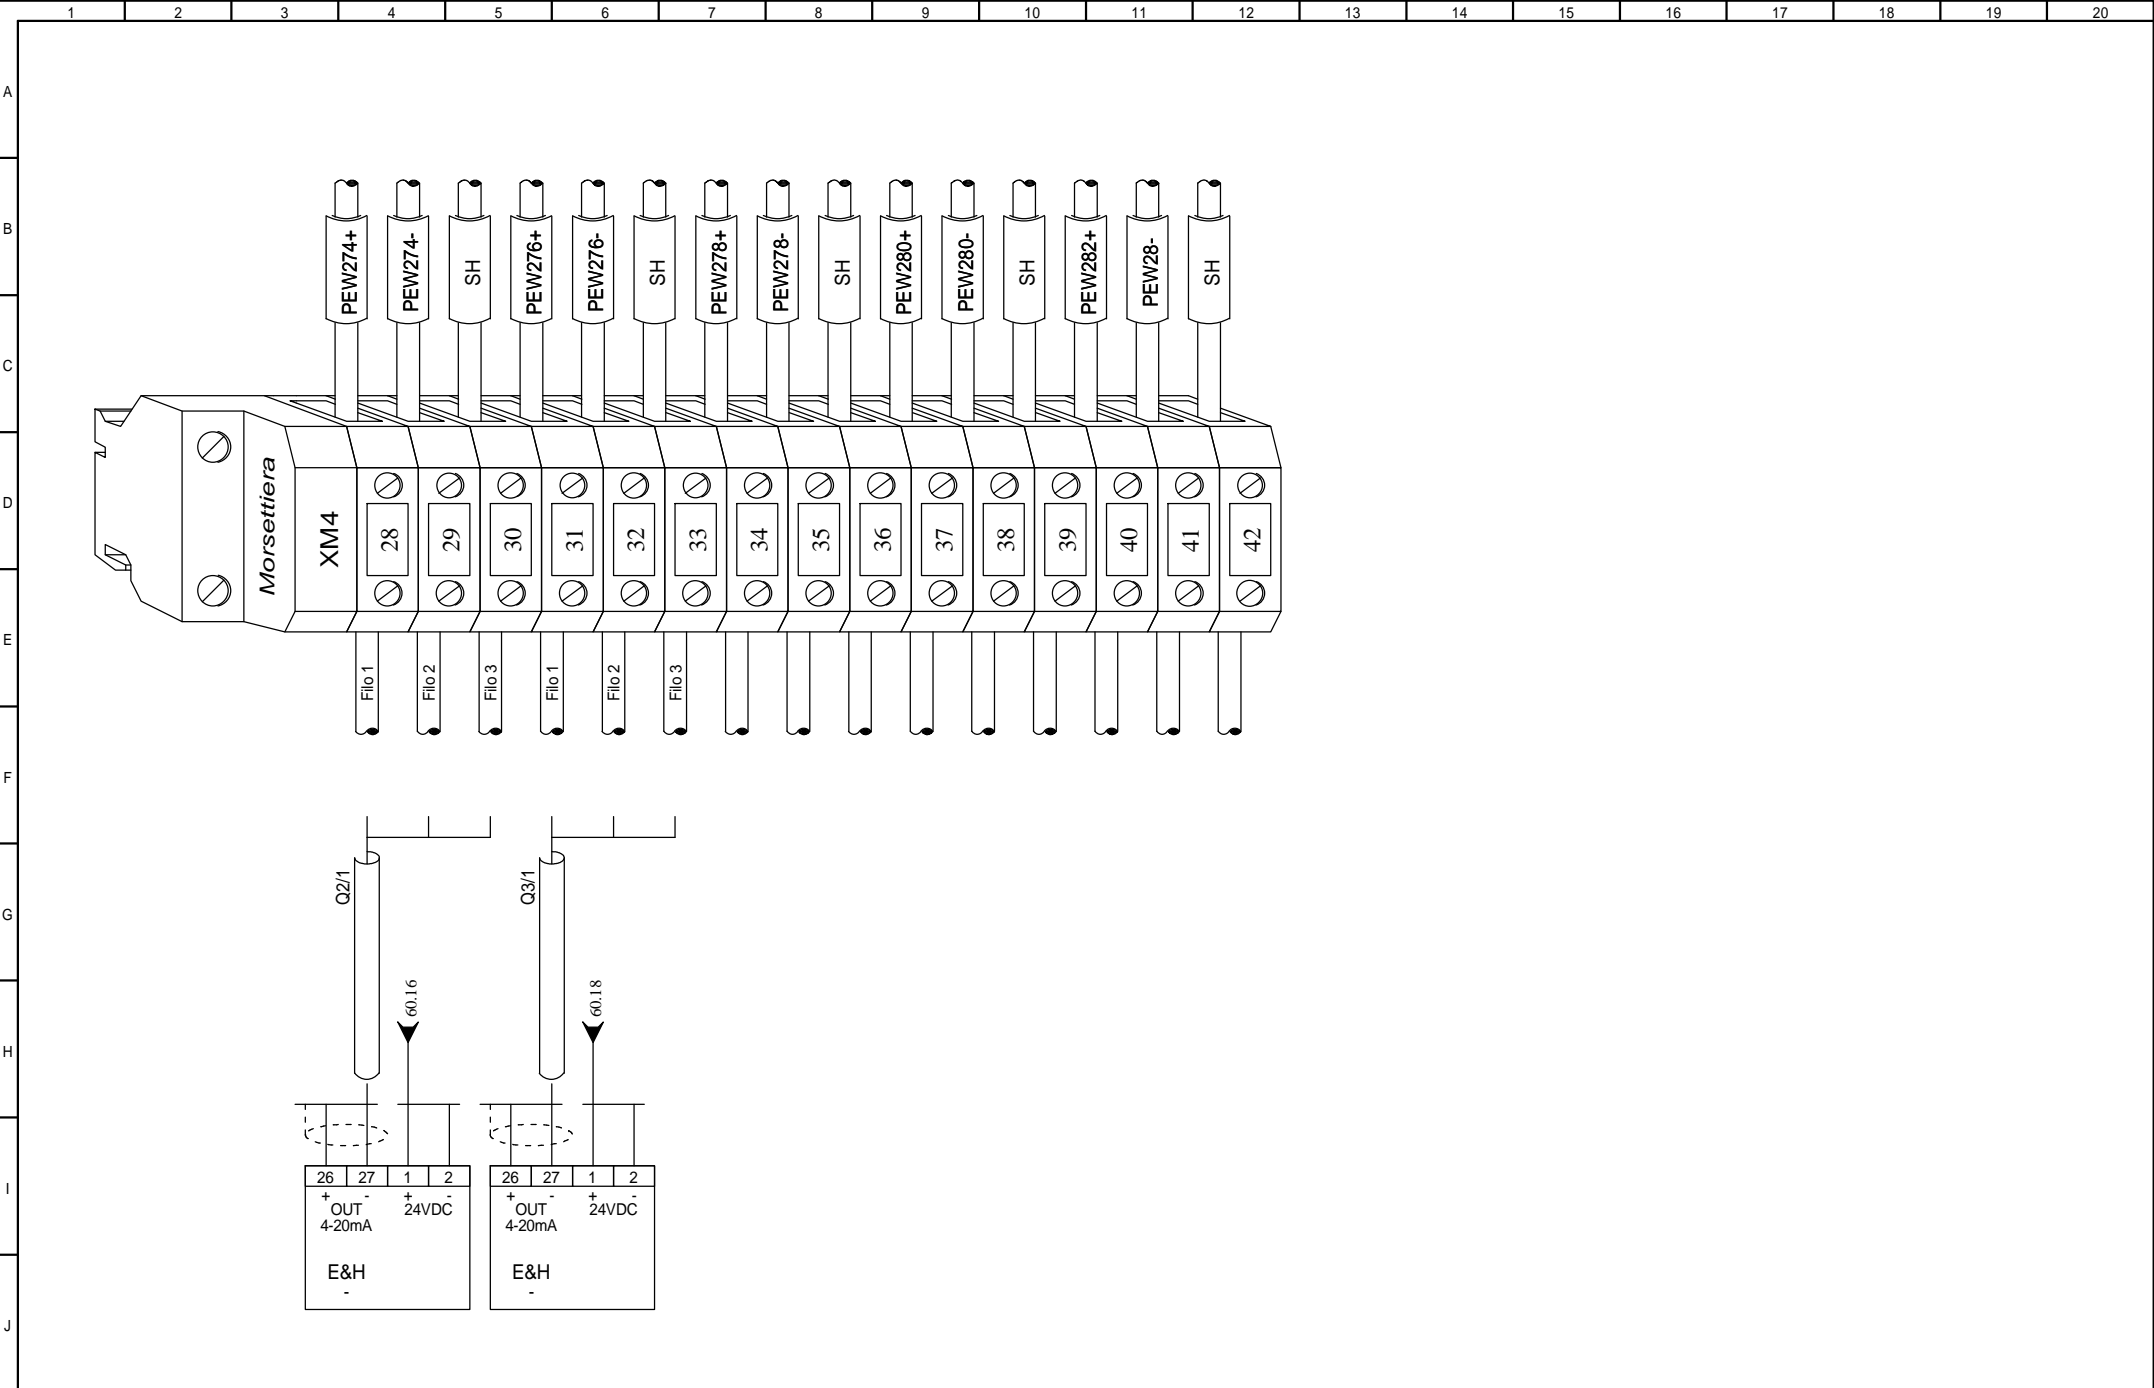 1 2 3 4 5 6 7 8 9 10 11 12 13 14 15 16 17 18 19 20
A
B
C
D
E
F
G
H
I
J
PEW274+ PEW274- SH PEW276+ PEW276- SH PEW278+ PEW278- SH PEW280+ PEW280- SH PEW282+ PEW28- SH
Morsettiera
XM4
28 29 30 31 32 33 34 35 36 37 38 39 40 41 42
Filo 1 Filo 2 Filo 3 Filo 1 Filo 2 Filo 3
Q2/1 Q3/1
60.16 60.18
26 27 1 2
+ - + -
OUT 24VDC
4-20mA
E&H
-
26 27 1 2
+ - + -
OUT 24VDC
4-20mA
E&H
-